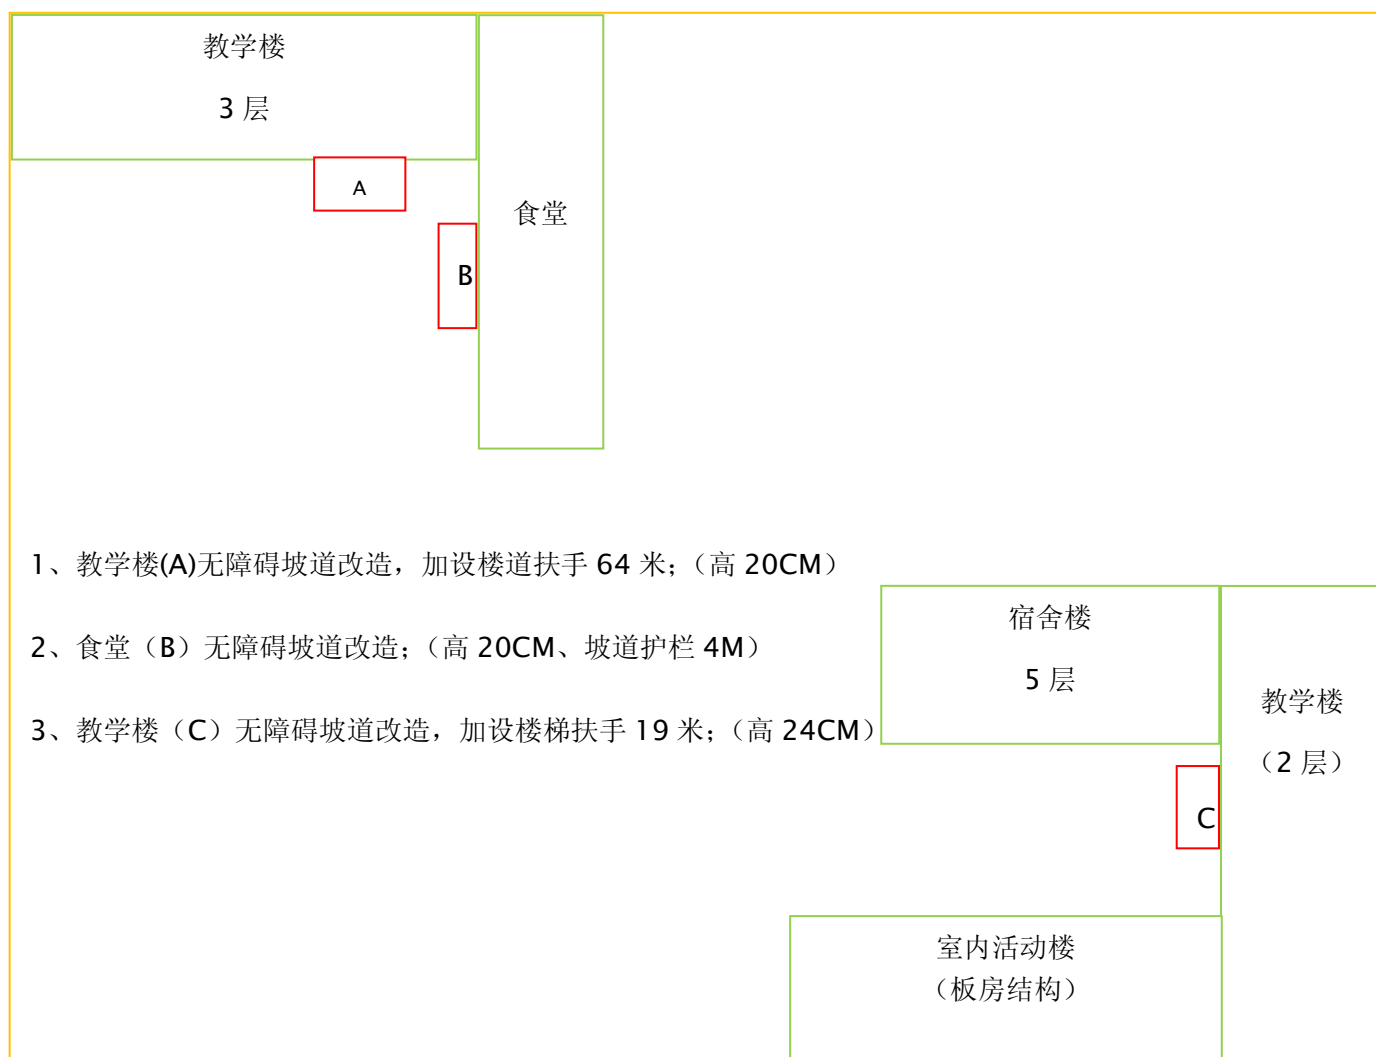 教学楼
3 层
A
食堂
B
1、教学楼(A)无障碍坡道改造，加设楼道扶手 64 米；（高 20CM）
2、食堂（B）无障碍坡道改造；（高 20CM、坡道护栏 4M）
3、教学楼（C）无障碍坡道改造，加设楼梯扶手 19 米；（高 24CM）
宿舍楼
5 层
教学楼
（2 层）
C
室内活动楼
（板房结构）